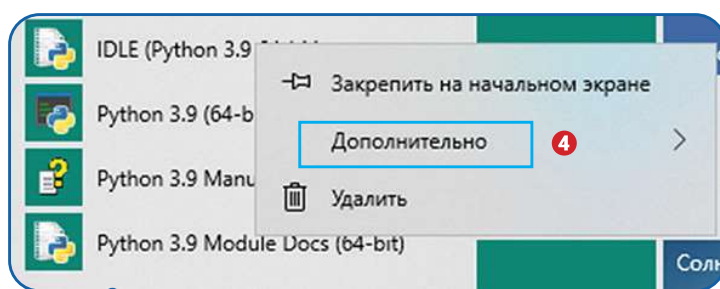 IDLE (Python 3.9
Закрепить на начальном экране
Python 3.9 (64-b
Дополнительно
4
Python 3.9 Manu
Удалить
Python 3.9 Module Docs (64-bit)
Солн